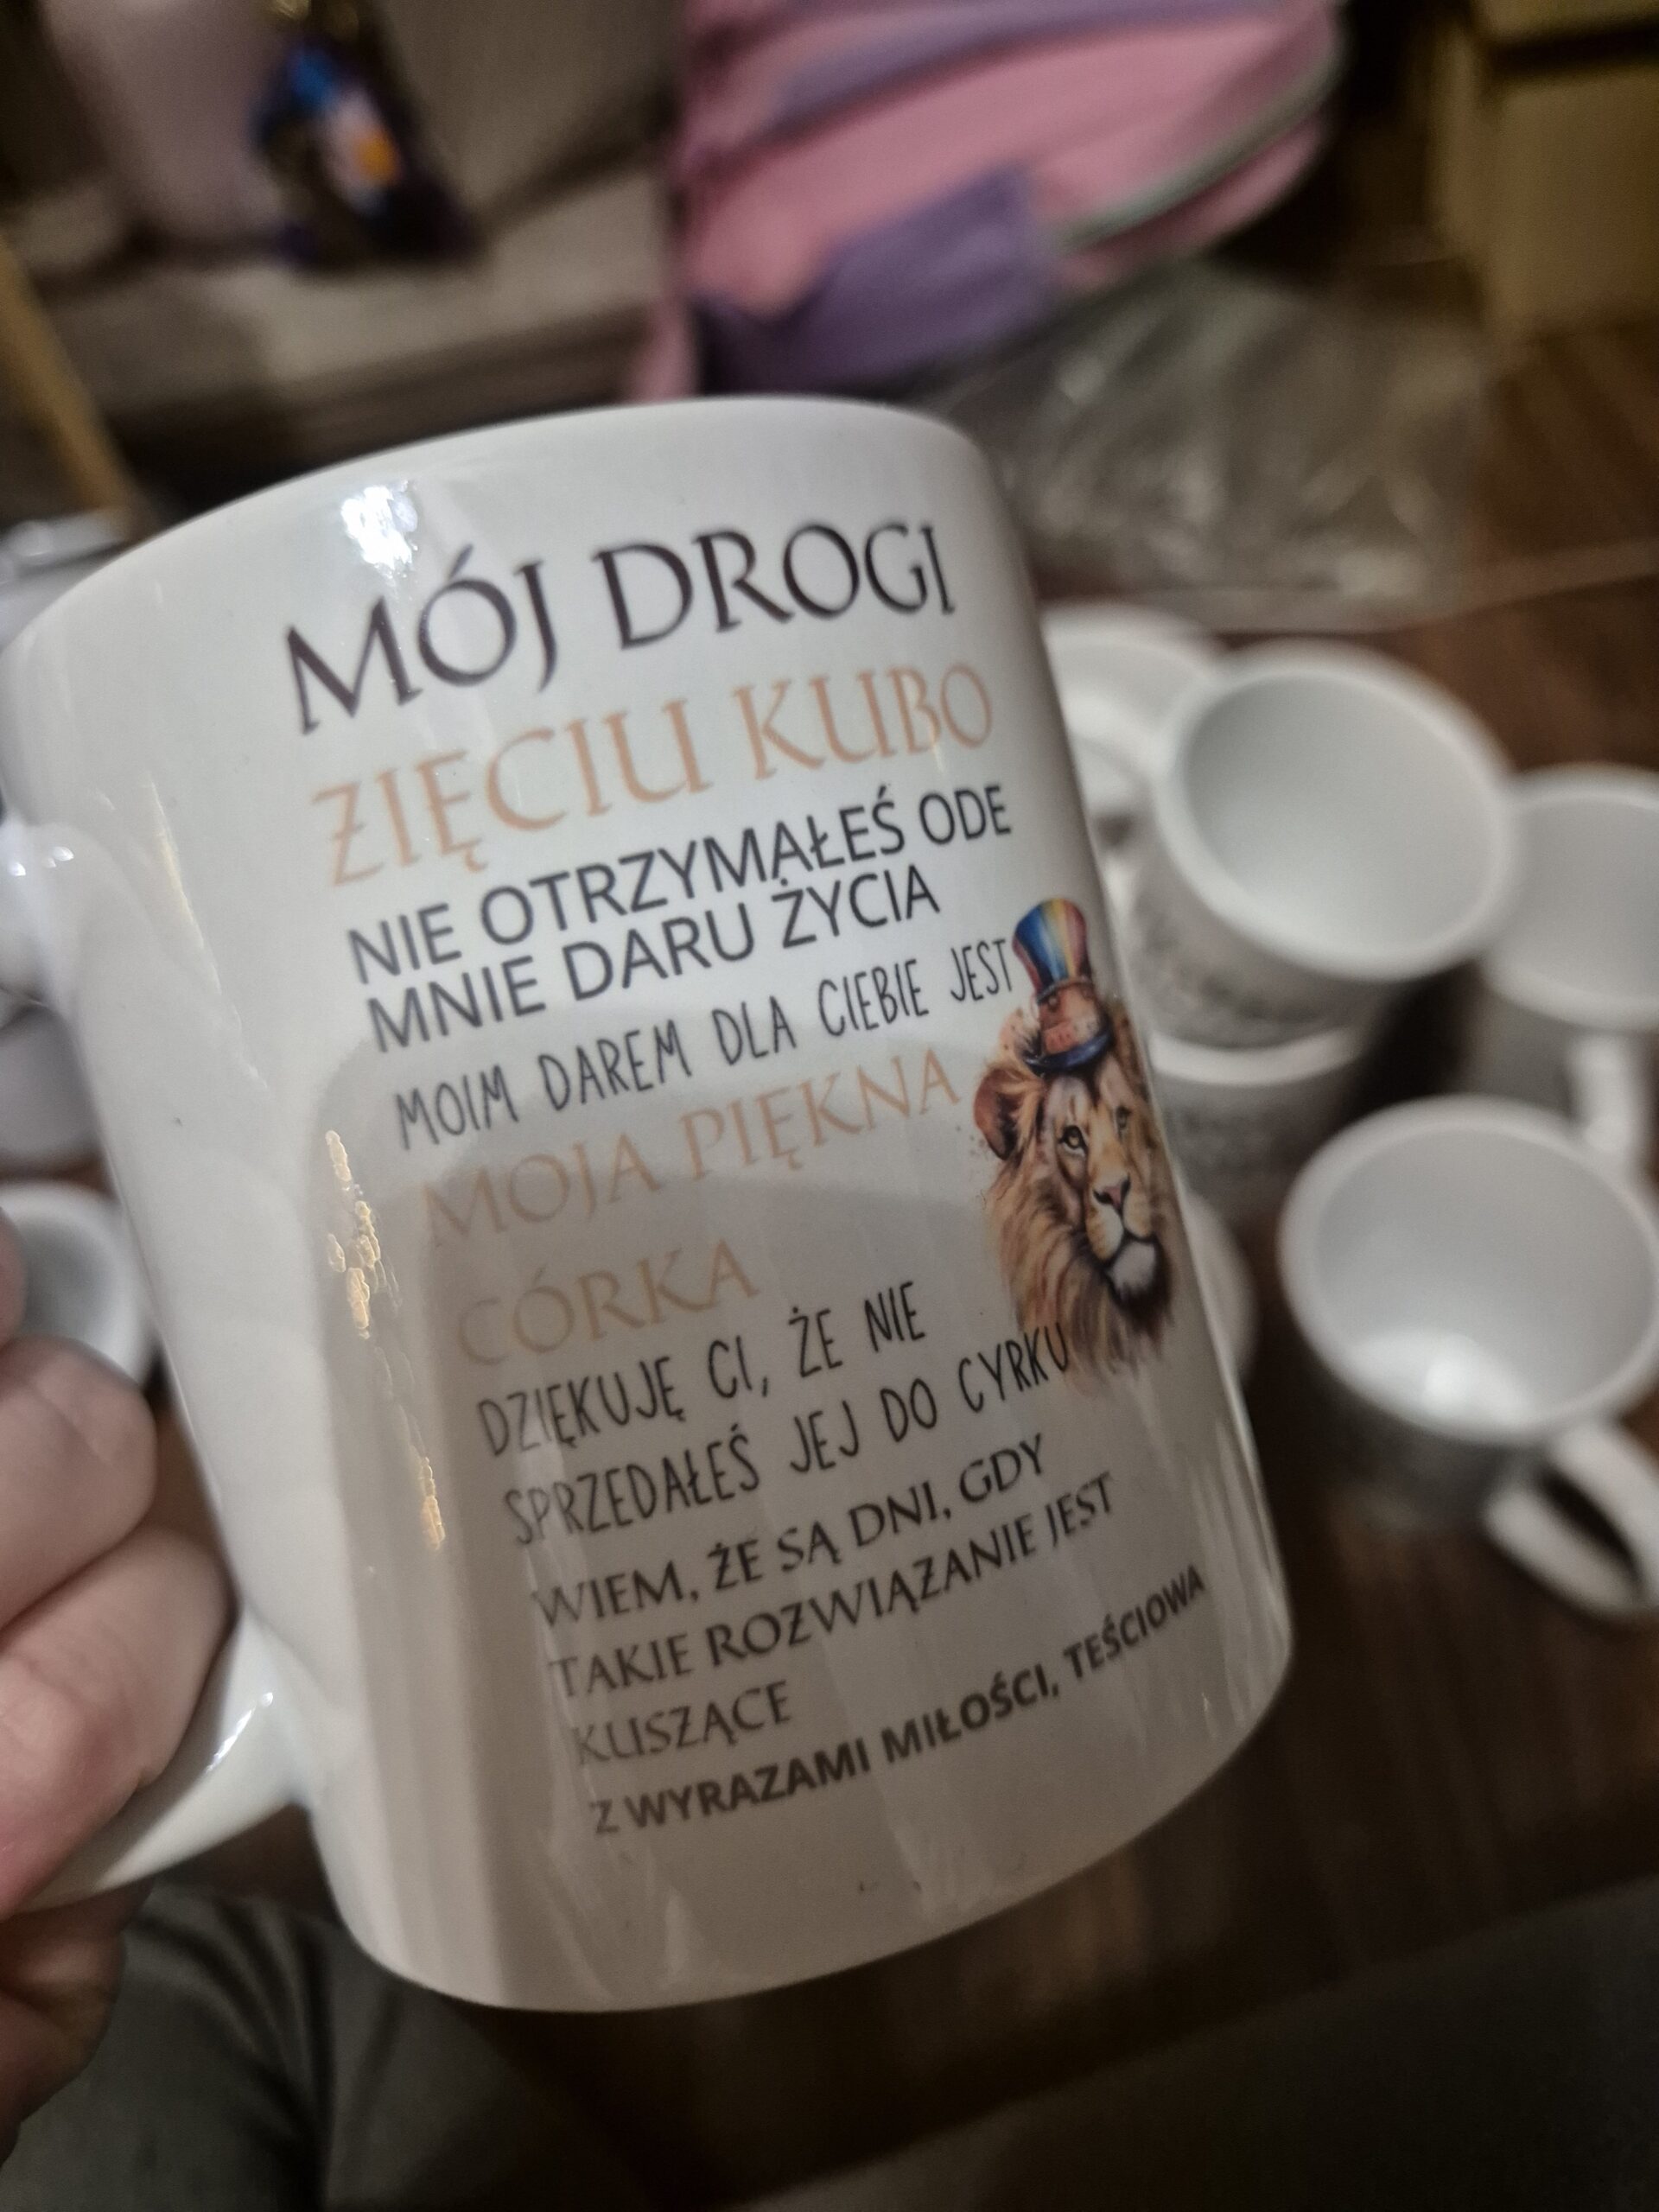 MÓJ DROGI
ZIĘCIU KUBO
NIE OTRZYMAŁEŚ ODE
MNIE DARU ŻYCIA
MOIM DAREM DLA CIEBIE JEST
MOJA PIĘKNA
CÓRKA
DZIĘKUJĘ CI, ŻE NIE
SPRZEDAŁEŚ JEJ DO CYRKU
WIEM, ŻE SĄ DNI, GDY
TAKIE ROZWIĄZANIE JEST
KUSZĄCE
Z WYRAZAMI MIŁOŚCI, TEŚCIOWA